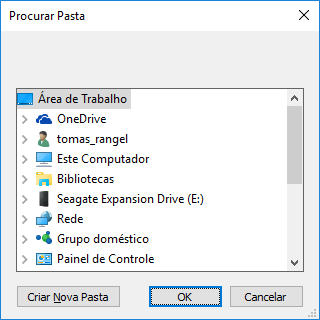 Procurar Pasta
Área de Trabalho
OneDrive
tomas_rangel
Este Computador
Bibliotecas
Seagate Expansion Drive (E:)
Rede
Grupo doméstico
Painel de Controle
Criar Nova Pasta OK Cancelar